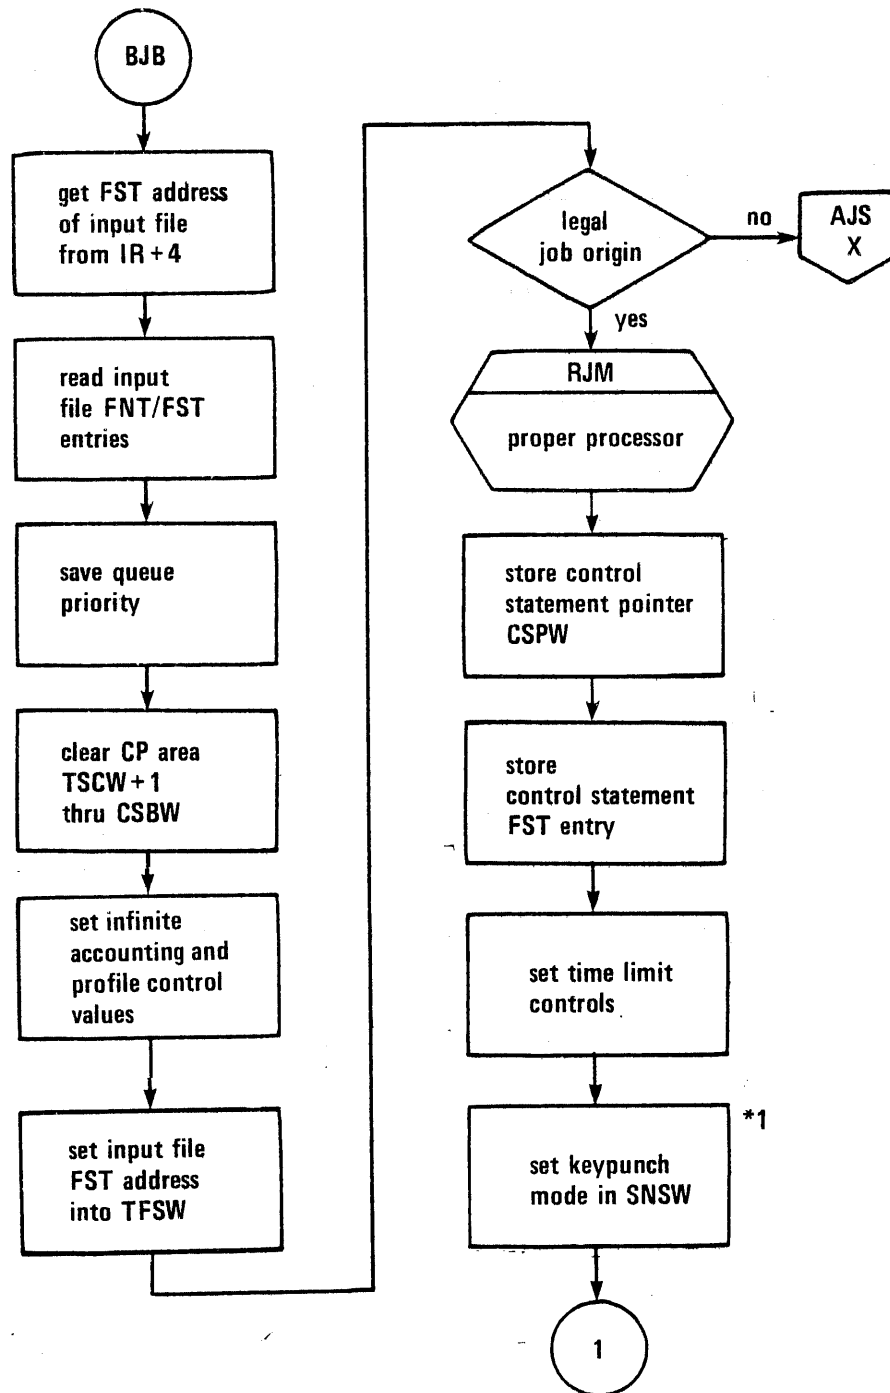 BJB
get FST address
of input file
from IR+4
read input
file FNT/FST
entries
save queue
priority
clear CP area
TSCW+1
thru CSBW
set infinite
accounting and
profile control
values
set input file
FST address
into TFSW
legal
job origin
no
AJS
X
yes
RJM
proper processor
store control
statement pointer
CSPW
store
control statement
FST entry
set time limit
controls
*1
set keypunch
mode in SNSW
1